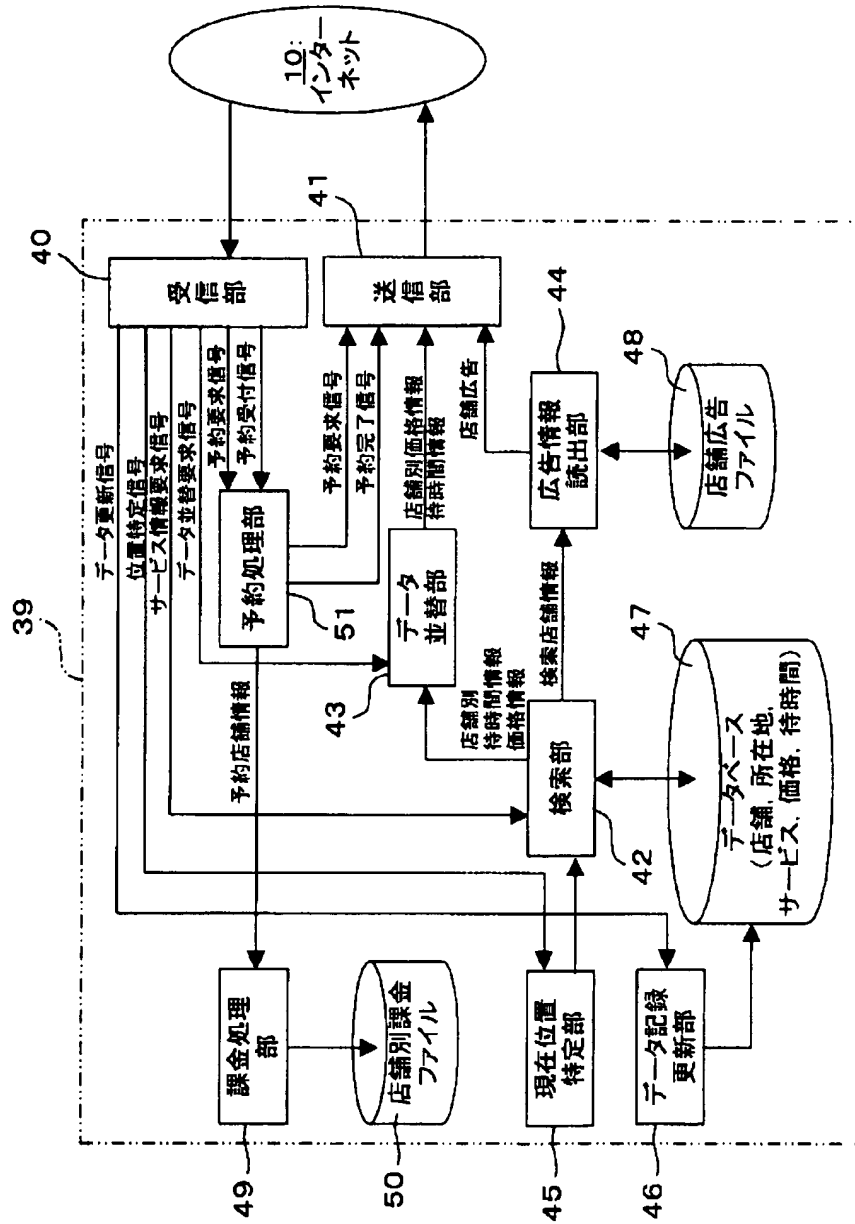 39
40
受信部
10:
インター
ネット
41
送信部
データ更新信号
位置特定信号
サービス情報要求信号
データ並替要求信号
予約要求信号
予約受付信号
予約処理部
51
予約要求信号
予約完了信号
予約店舗情報
店舗別価格情報
待時間情報
店舗広告
データ
並替部
43
44
広告情報
読出部
48
店舗広告
ファイル
店舗別
待時間情報
価格情報
検索店舗情報
検索部
42
47
データベース
(店舗, 所在地,
サービス, 価格, 待時間)
課金処理
部
49
店舗別課金
ファイル
50
現在位置
特定部
45
データ記録
更新部
46